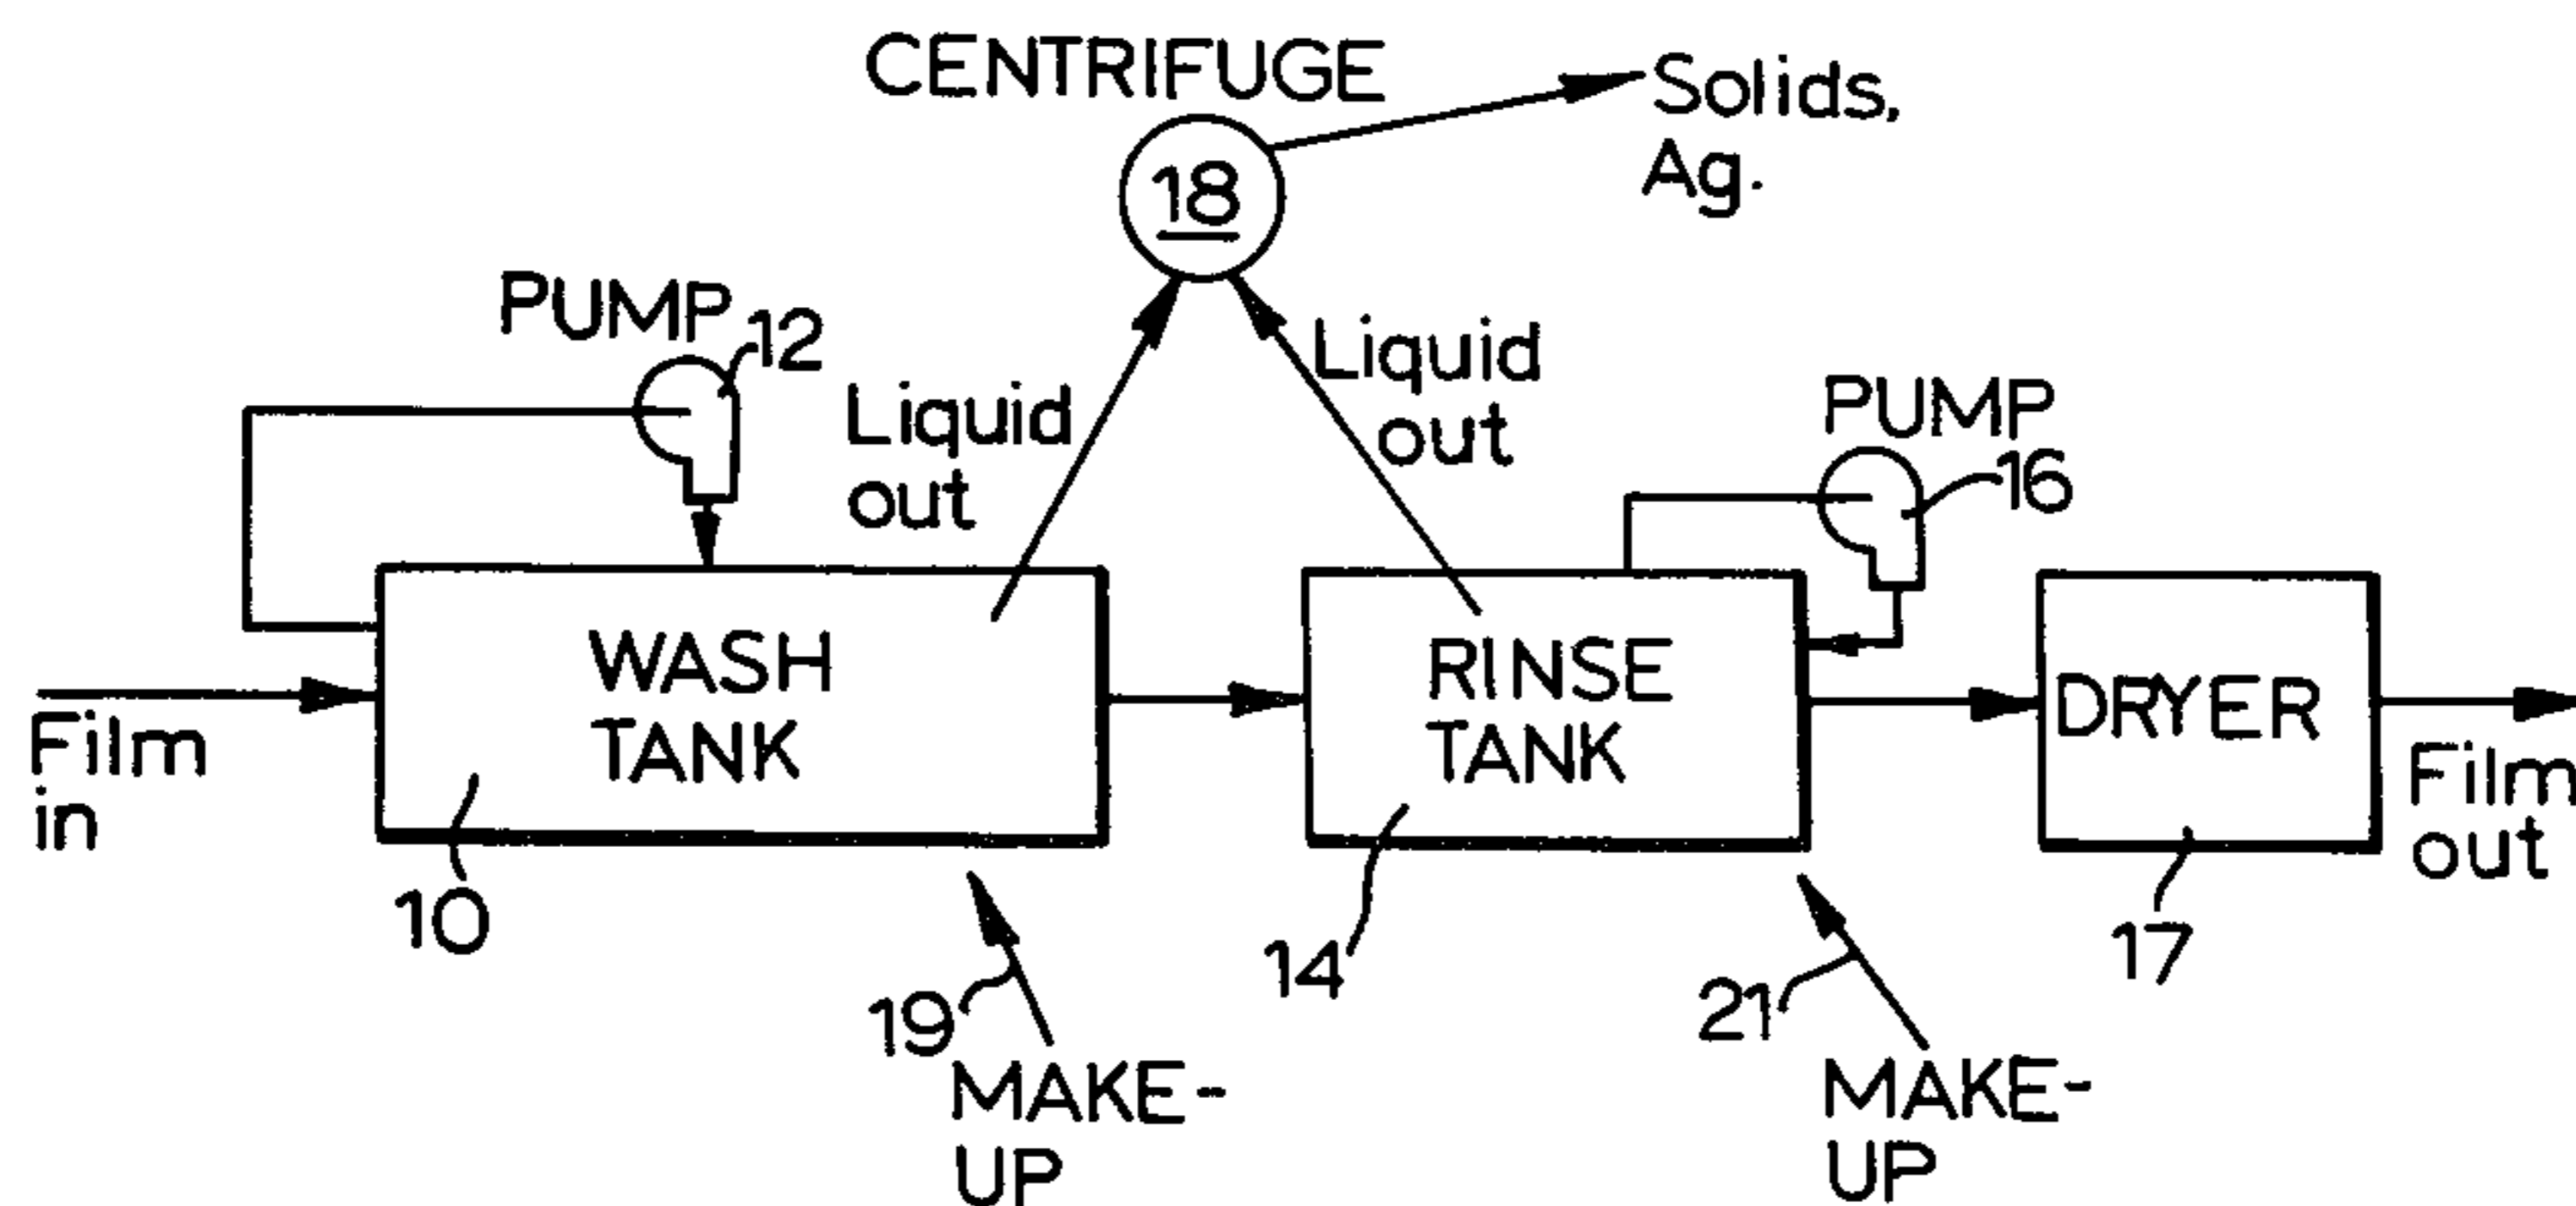 CENTRIFUGE
Solids,
Ag.
18
PUMP
12
Liquid
out
Liquid
out
PUMP
16
WASH
TANK
RINSE
TANK
DRYER
Film
in
Film
out
10
19
MAKE-
UP
14
21
MAKE-
UP
17